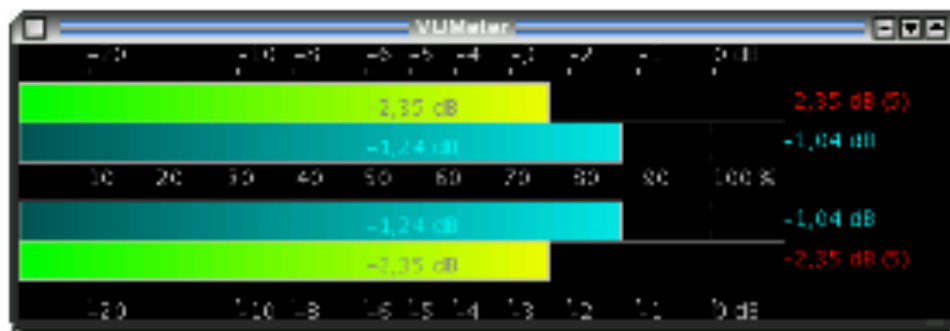 VUMeter
-20 -10 -8 -6 -5 -4 -3 -2 -1 0 dB
-2,35 dB -2,35 dB (5)
-1,24 dB -1,04 dB
10 20 30 40 50 60 70 80 90 100 %
-1,24 dB -1,04 dB
-2,35 dB -2,35 dB (5)
-20 -10 -8 -6 -5 -4 -3 -2 -1 0 dB